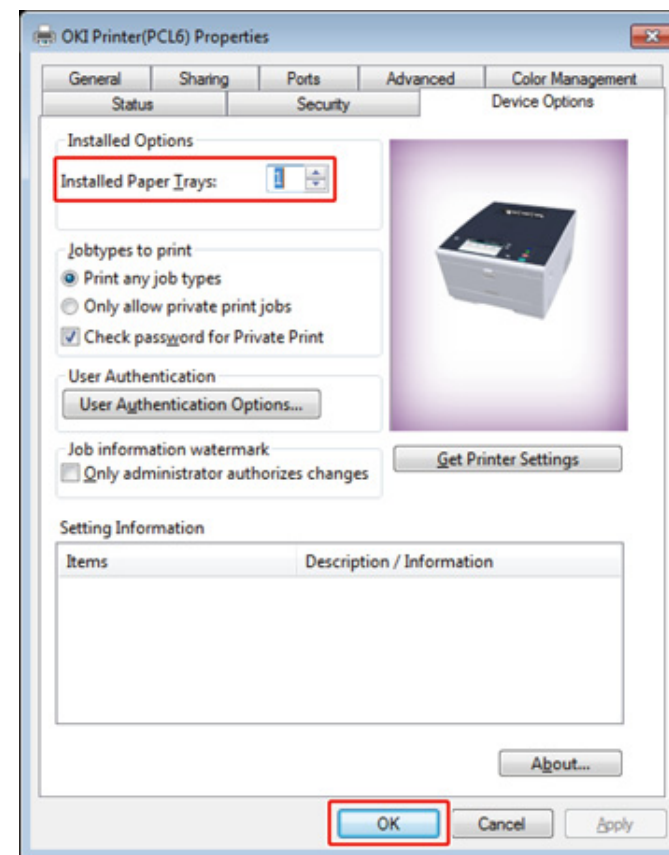 OKI Printer(PCL6) Properties
General Sharing Ports Advanced Color Management
Status Security Device Options
Installed Options
Installed Paper Trays: 1
Jobtypes to print
Print any job types
Only allow private print jobs
Check password for Private Print
User Authentication
User Authentication Options...
Job information watermark
Only administrator authorizes changes
Get Printer Settings
Setting Information
Items Description / Information
About...
OK Cancel Apply